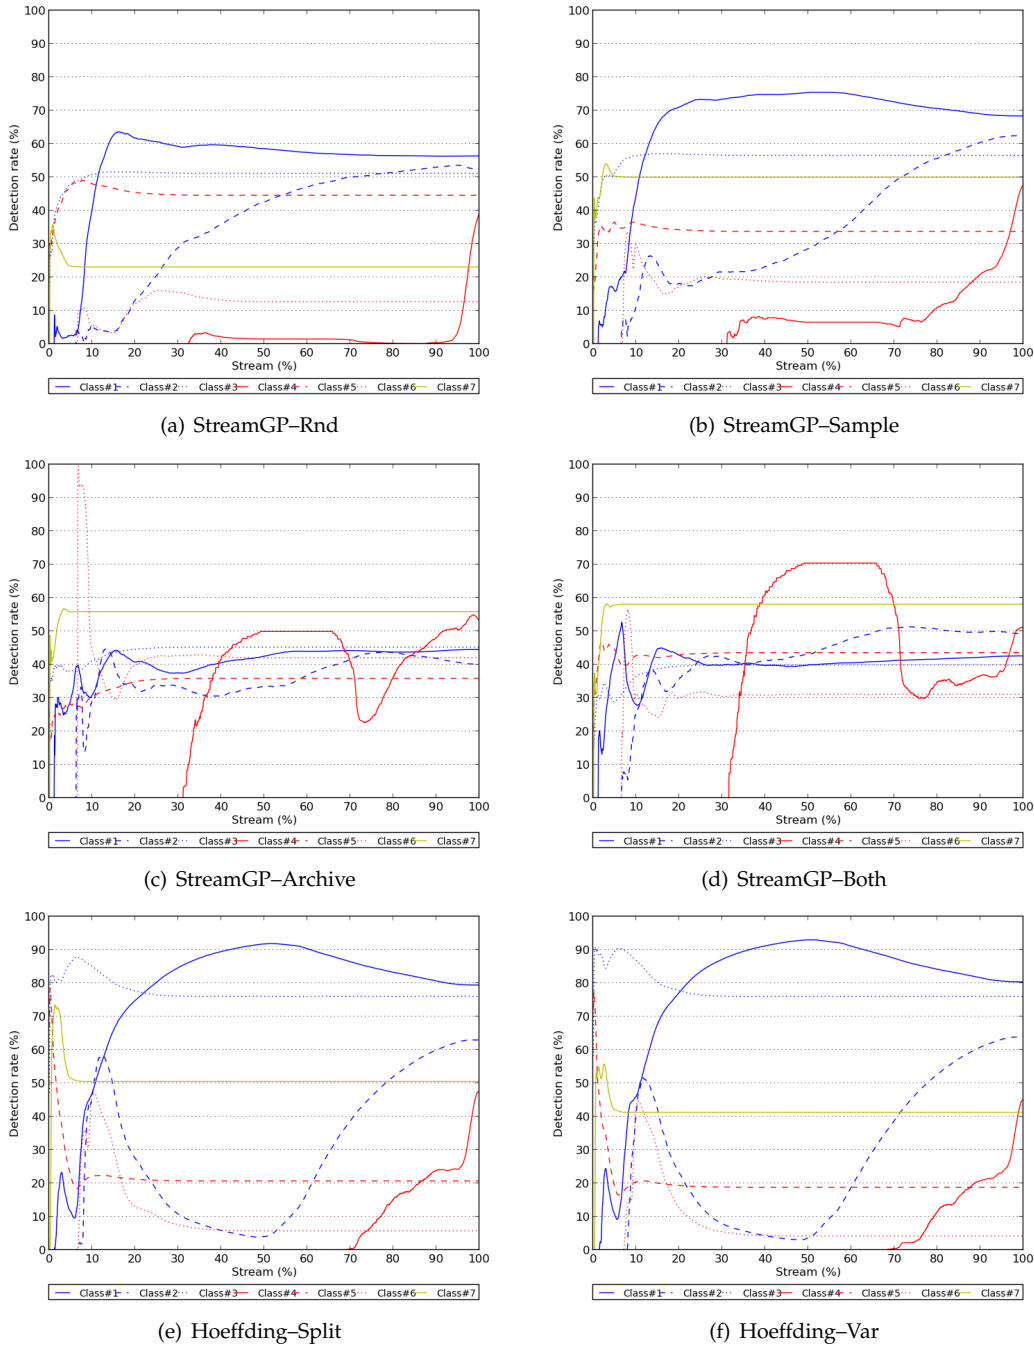 100
90
80
70
60
50
40
30
20
10
0
Detection rate (%)
0 10 20 30 40 50 60 70 80 90 100
Stream (%)
Class#1 Class#2 Class#3 Class#4 Class#5 Class#6 Class#7
(a) StreamGP–Rnd
100
90
80
70
60
50
40
30
20
10
0
Detection rate (%)
0 10 20 30 40 50 60 70 80 90 100
Stream (%)
Class#1 Class#2 Class#3 Class#4 Class#5 Class#6 Class#7
(b) StreamGP–Sample
100
90
80
70
60
50
40
30
20
10
0
Detection rate (%)
0 10 20 30 40 50 60 70 80 90 100
Stream (%)
Class#1 Class#2 Class#3 Class#4 Class#5 Class#6 Class#7
(c) StreamGP–Archive
100
90
80
70
60
50
40
30
20
10
0
Detection rate (%)
0 10 20 30 40 50 60 70 80 90 100
Stream (%)
Class#1 Class#2 Class#3 Class#4 Class#5 Class#6 Class#7
(d) StreamGP–Both
100
90
80
70
60
50
40
30
20
10
0
Detection rate (%)
0 10 20 30 40 50 60 70 80 90 100
Stream (%)
Class#1 Class#2 Class#3 Class#4 Class#5 Class#6 Class#7
(e) Hoeffding–Split
100
90
80
70
60
50
40
30
20
10
0
Detection rate (%)
0 10 20 30 40 50 60 70 80 90 100
Stream (%)
Class#1 Class#2 Class#3 Class#4 Class#5 Class#6 Class#7
(f) Hoeffding–Var